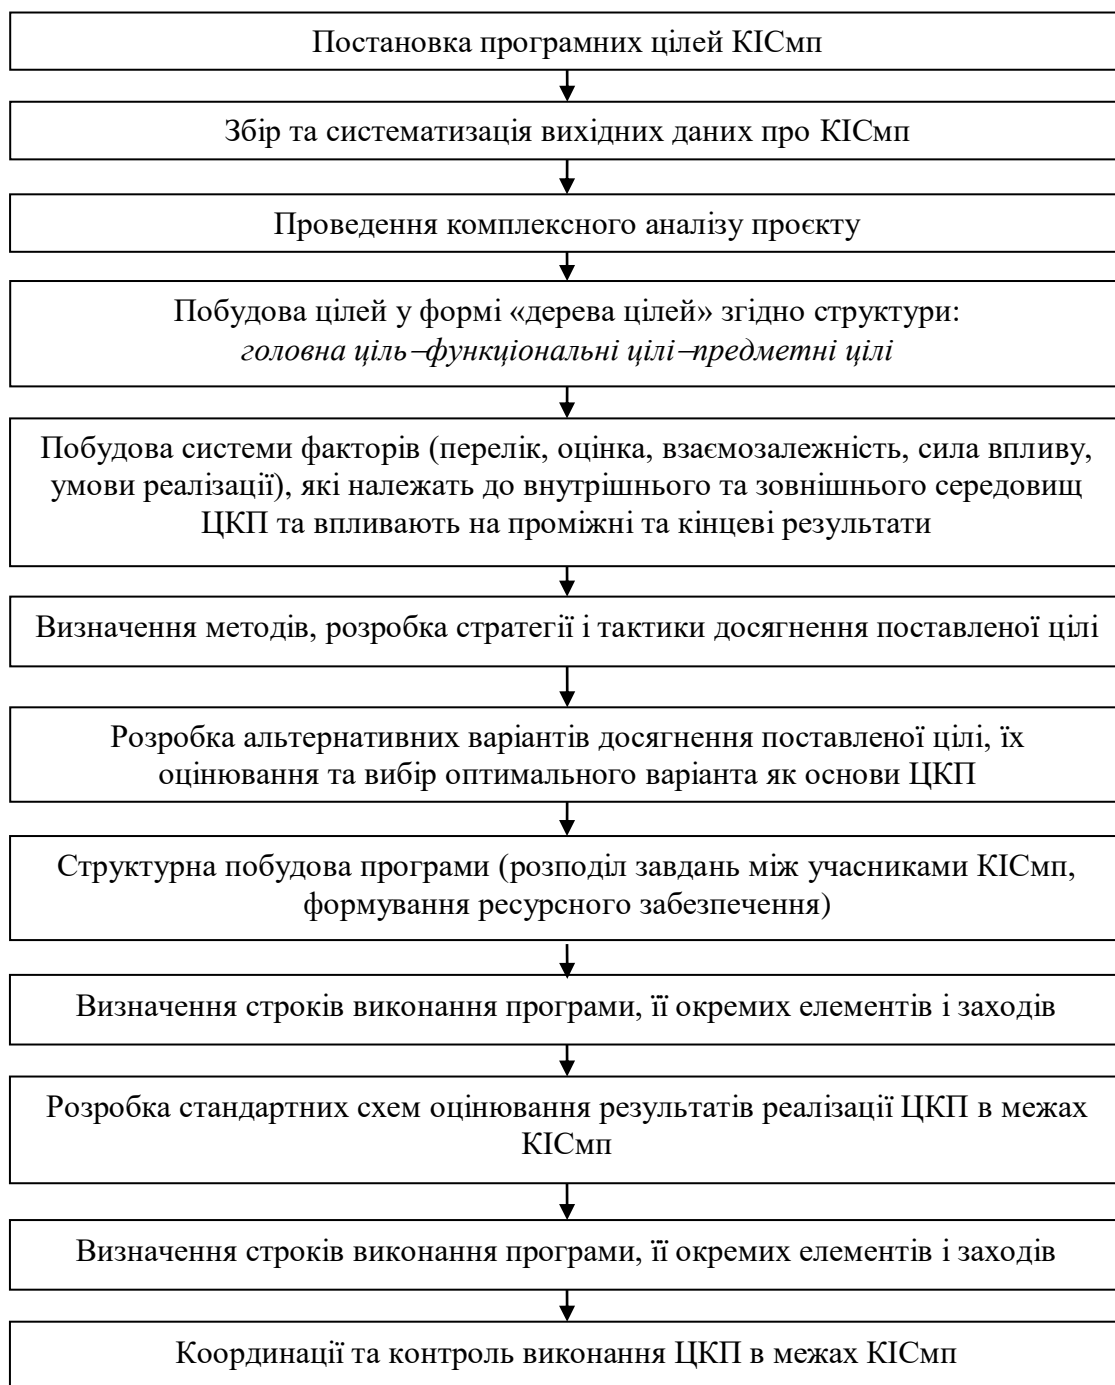 Постановка програмних цілей КІСмп
Збір та систематизація вихідних даних про КІСмп
Проведення комплексного аналізу проєкту
Побудова цілей у формі «дерева цілей» згідно структури:
головна ціль–функціональні цілі–предметні цілі
Побудова системи факторів (перелік, оцінка, взаємозалежність, сила впливу,
умови реалізації), які належать до внутрішнього та зовнішнього середовищ
ЦКП та впливають на проміжні та кінцеві результати
Визначення методів, розробка стратегії і тактики досягнення поставленої цілі
Розробка альтернативних варіантів досягнення поставленої цілі, їх
оцінювання та вибір оптимального варіанта як основи ЦКП
Структурна побудова програми (розподіл завдань між учасниками КІСмп,
формування ресурсного забезпечення)
Визначення строків виконання програми, її окремих елементів і заходів
Розробка стандартних схем оцінювання результатів реалізації ЦКП в межах
КІСмп
Визначення строків виконання програми, її окремих елементів і заходів
Координації та контроль виконання ЦКП в межах КІСмп